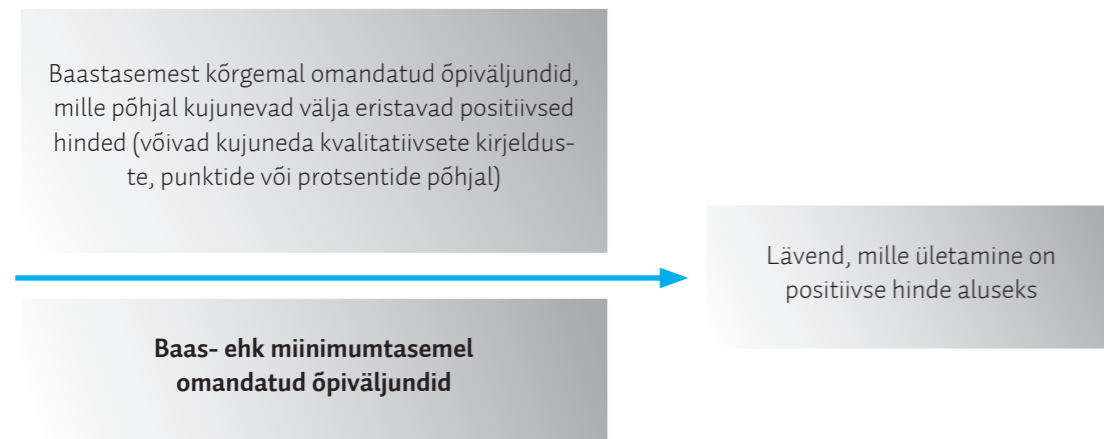 Baastasemest kõrgemal omandatud õpiväljundid,
mille põhjal kujunevad välja eristavad positiivsed
hinded (võivad kujuneda kvalitatiivsete kirjeldus-
te, punktide või protsentide põhjal)
Lävend, mille ületamine on
positiivse hinde aluseks
Baas- ehk miinimumtasemel
omandatud õpiväljundid